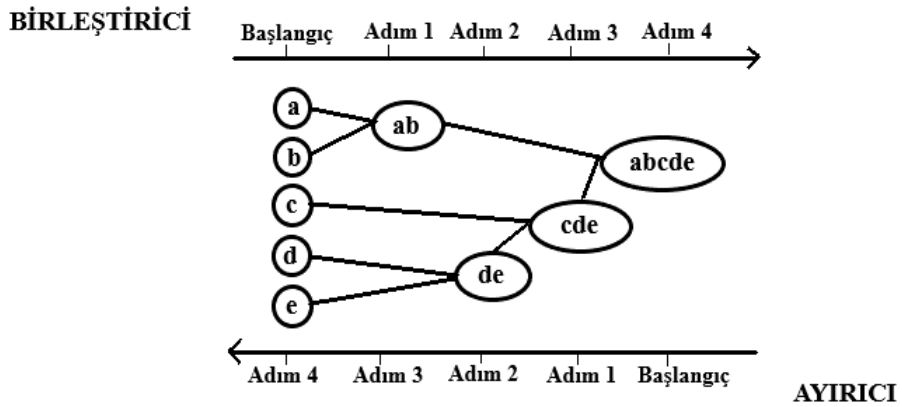 BİRLEŞTİRİCİ
Başlangıç Adım 1 Adım 2 Adım 3 Adım 4
a
ab
b
abcde
c
cde
d
de
e
Adım 4 Adım 3 Adım 2 Adım 1 Başlangıç
AYIRICI